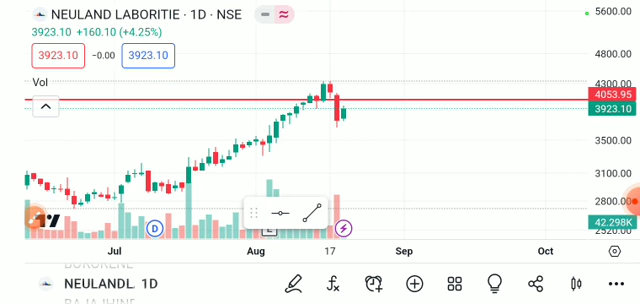 NEULAND LABORITIE · 1D · NSE
3923.10 +160.10 (+4.25%)
3923.10 −0.00 3923.10
Vol
5600.00
4800.00
4300.00
4053.95
3923.10
3500.00
3100.00
2800.00
42.298K
2520.00
D
E
Jul Aug 17 Sep Oct
NEULANDL 1D